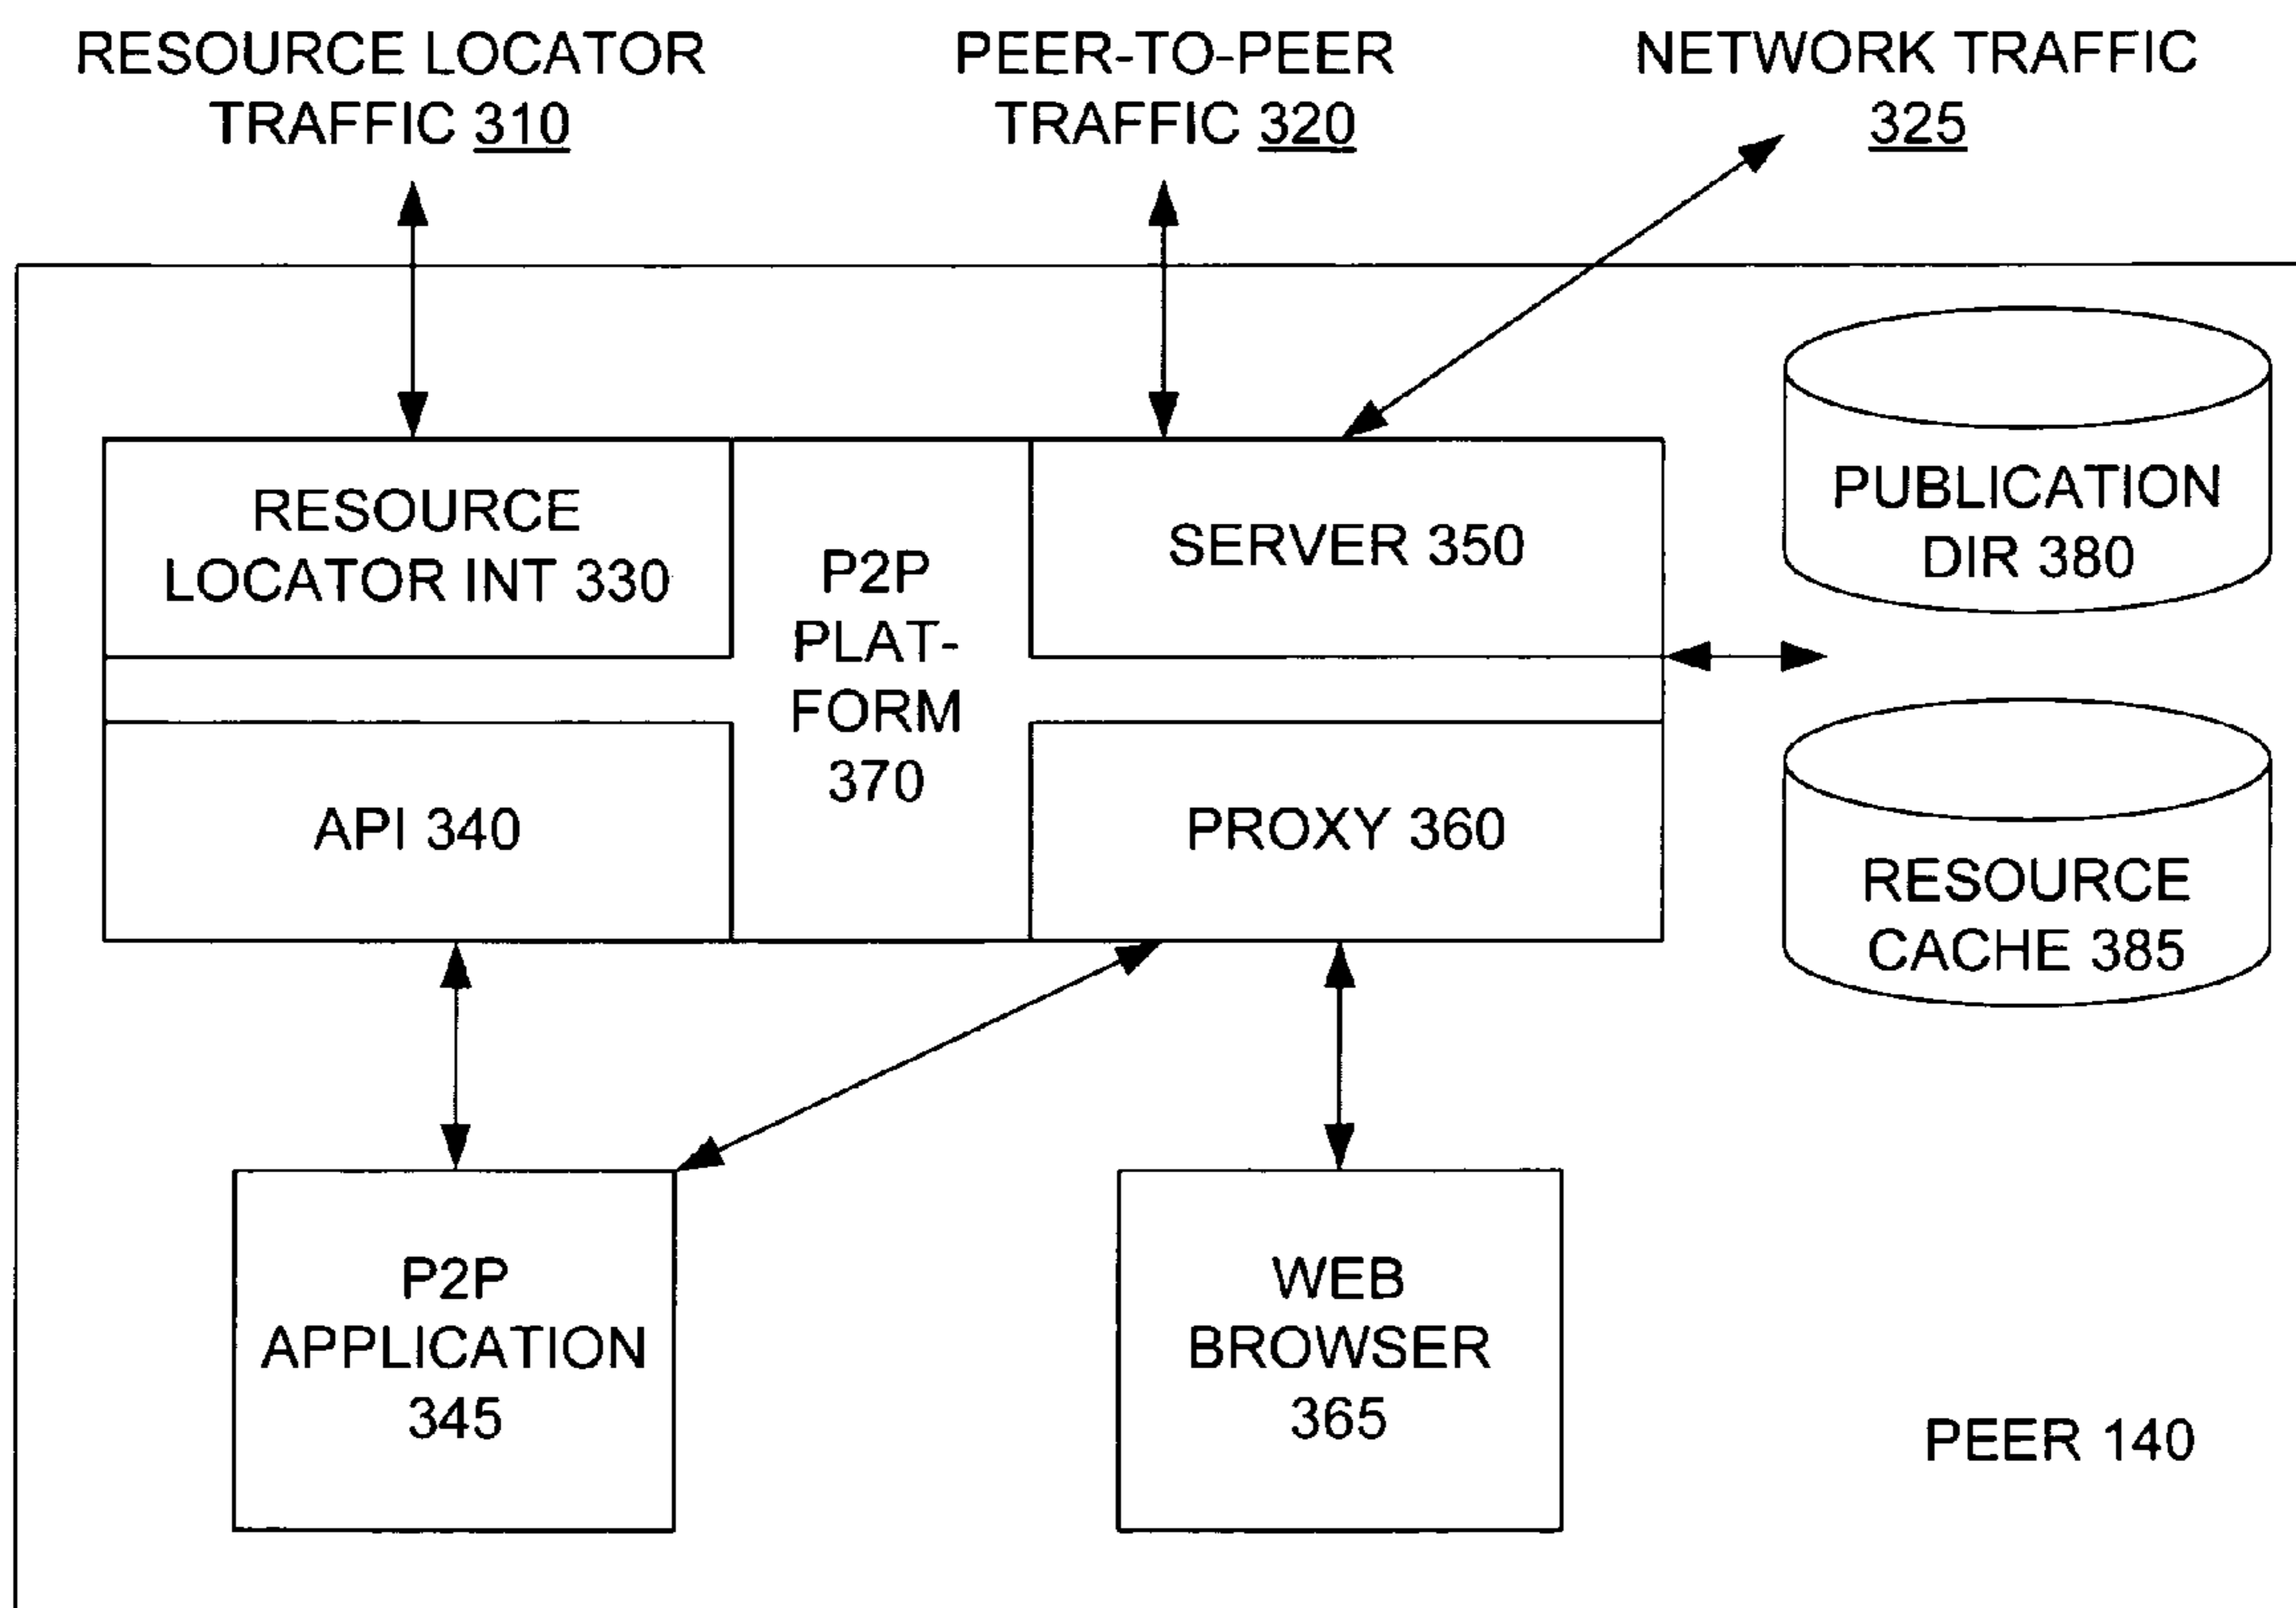 RESOURCE LOCATOR
TRAFFIC 310
PEER-TO-PEER
TRAFFIC 320
NETWORK TRAFFIC
325
RESOURCE
LOCATOR INT 330
P2P
PLAT-
FORM
370
SERVER 350
PUBLICATION
DIR 380
API 340
PROXY 360
RESOURCE
CACHE 385
P2P
APPLICATION
345
WEB
BROWSER
365
PEER 140